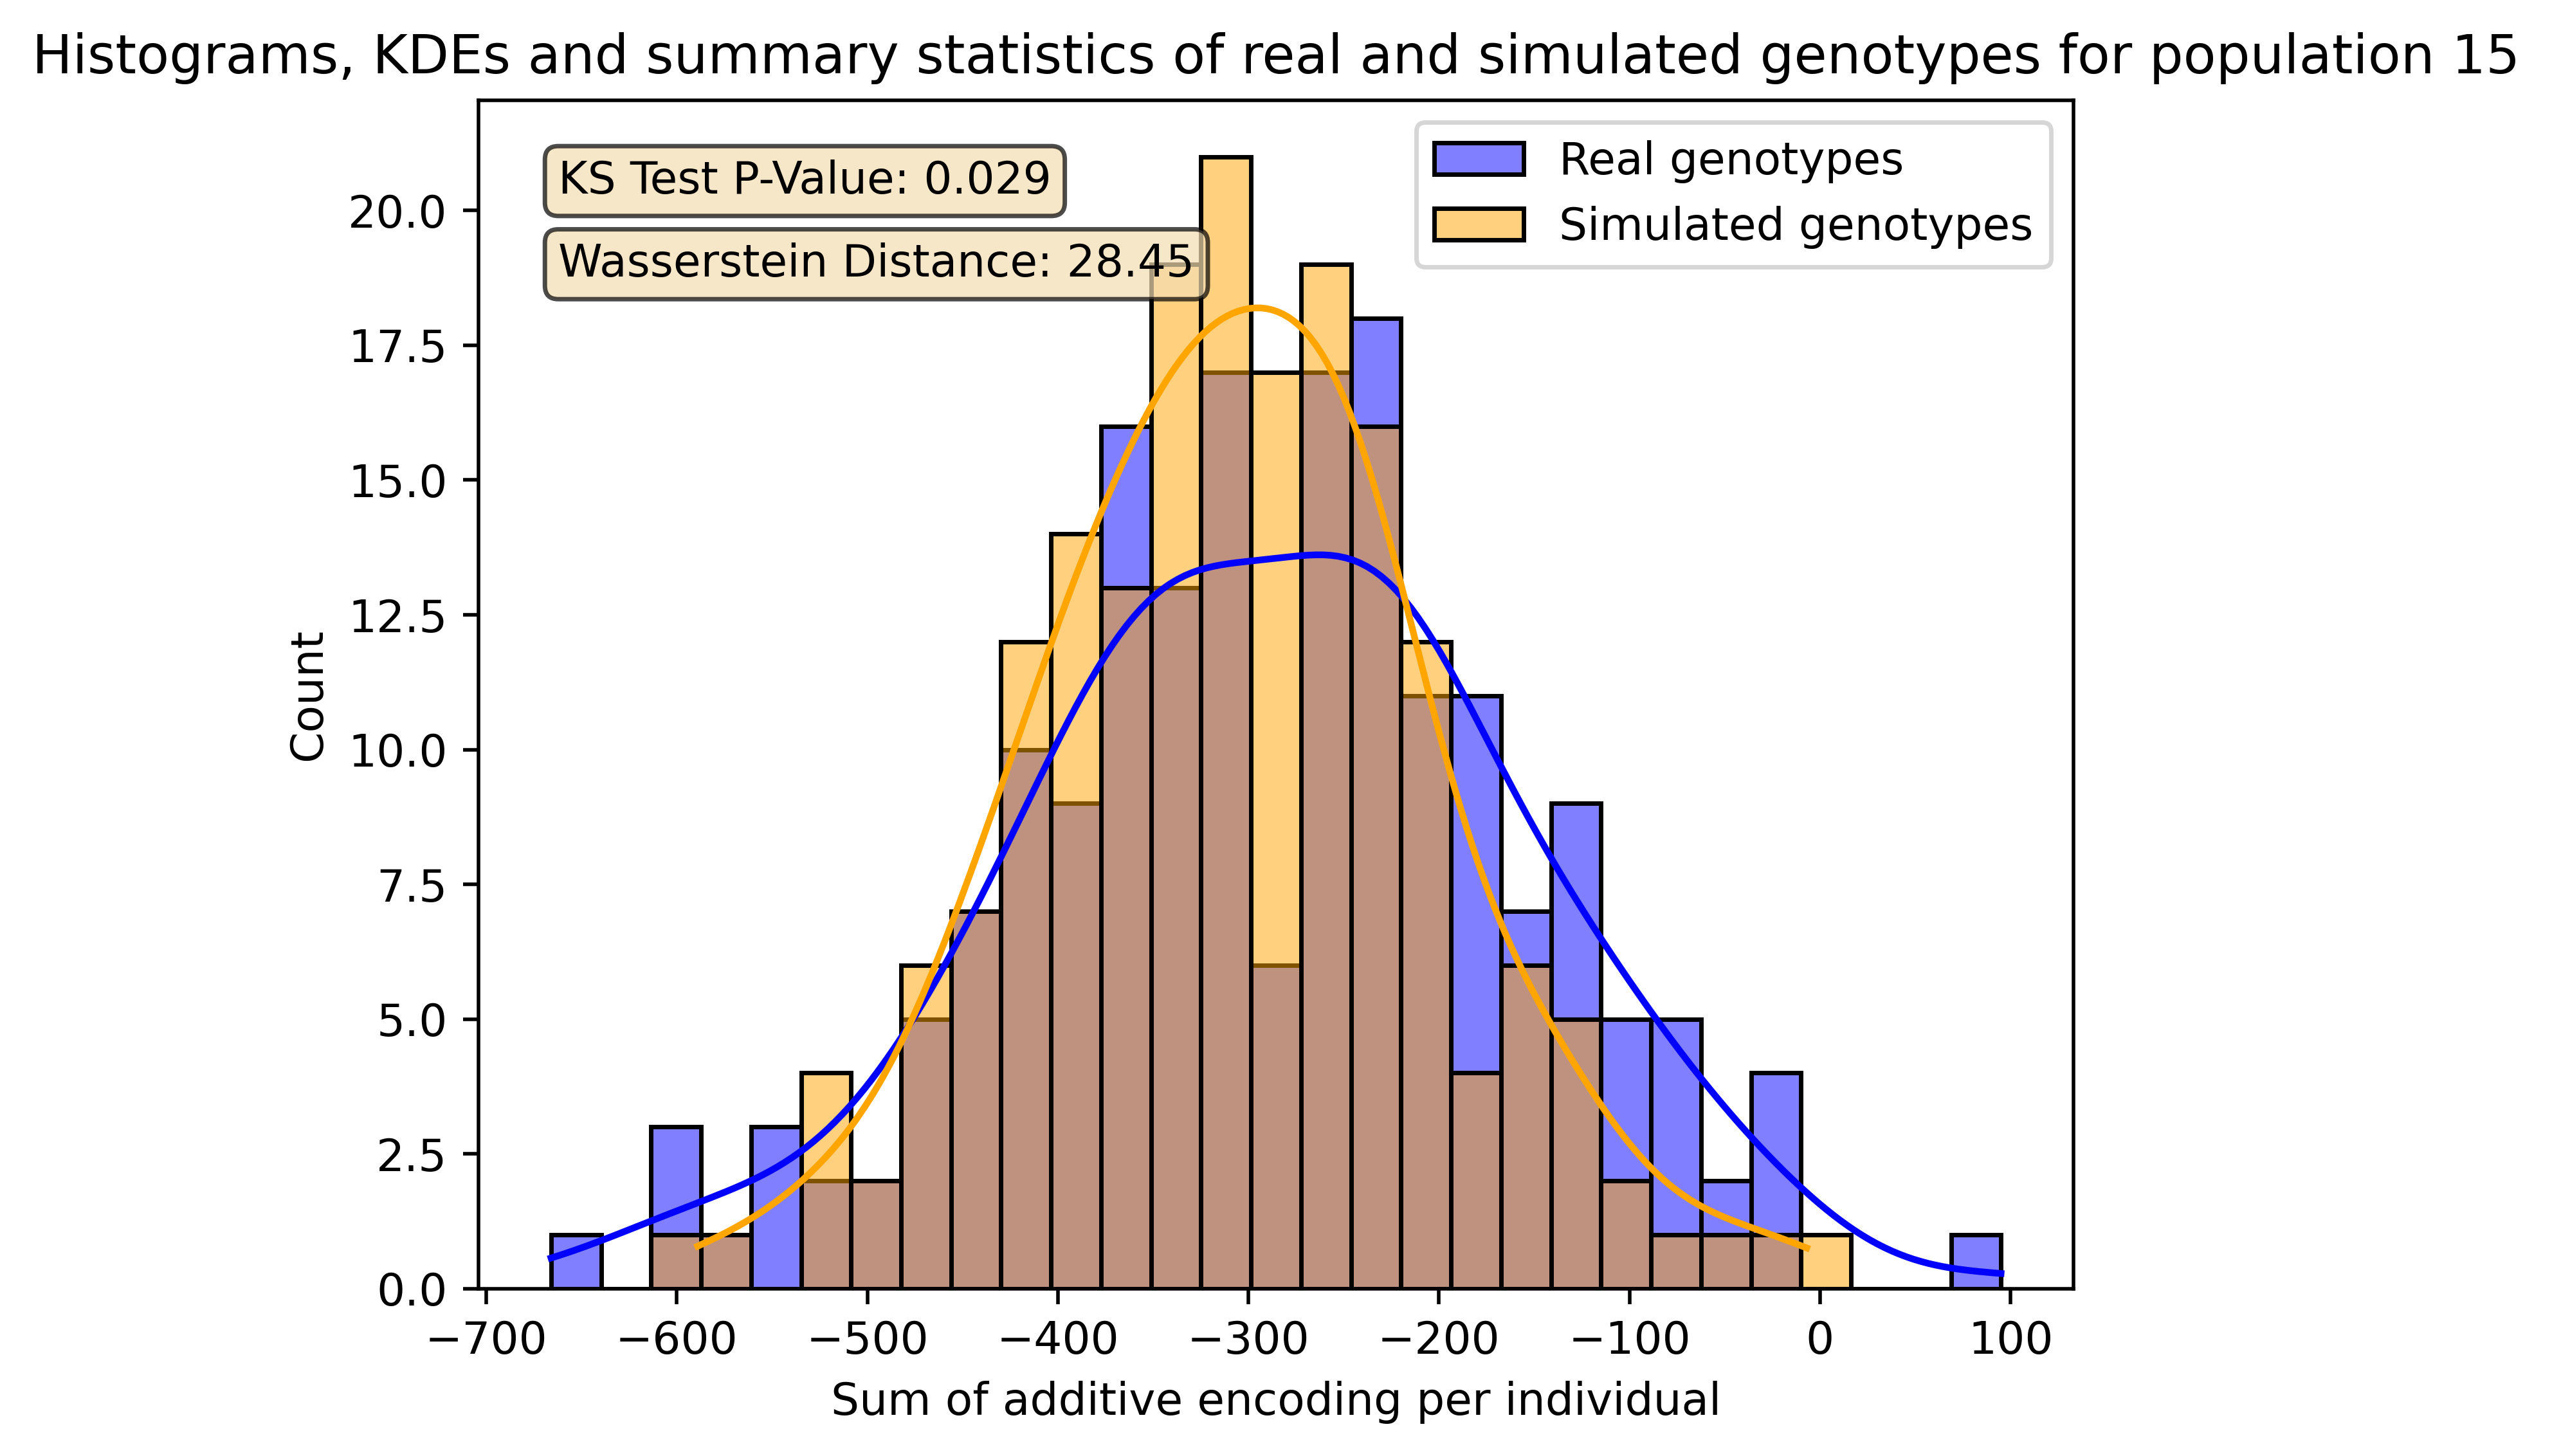 Histograms, KDEs and summary statistics of real and simulated genotypes for population 15
KS Test P-Value: 0.029
Wasserstein Distance: 28.45
Real genotypes
Simulated genotypes
Count
20.0
17.5
15.0
12.5
10.0
7.5
5.0
2.5
0.0
−700 −600 −500 −400 −300 −200 −100 0 100
Sum of additive encoding per individual